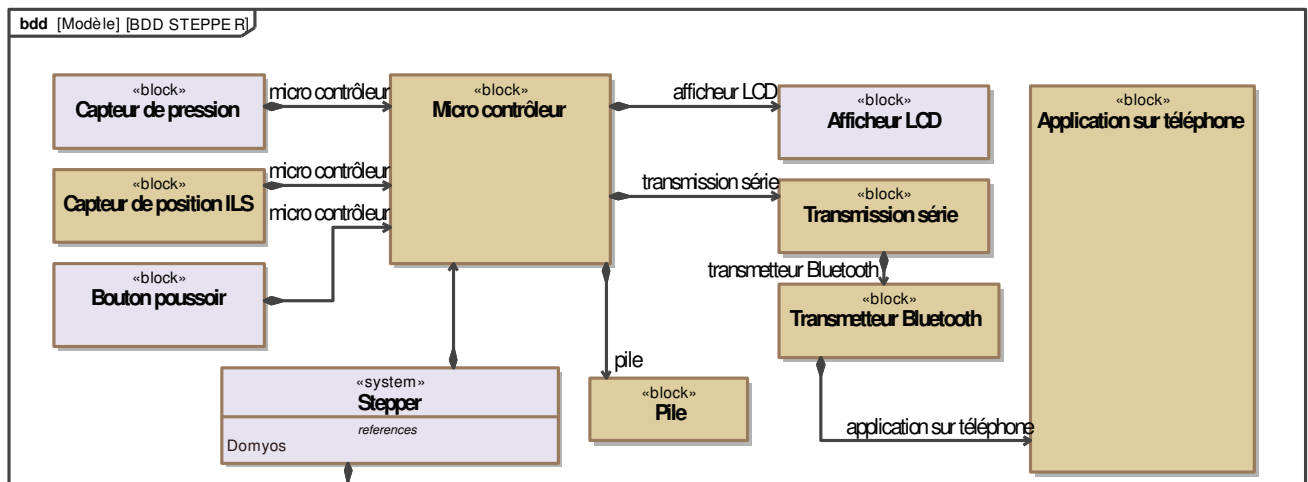 bdd [Modèle] [BDD STEPPER]
«block»
Capteur de pression
micro contrôleur
«block»
Micro contrôleur
afficheur LCD
«block»
Afficheur LCD
«block»
Application sur téléphone
«block»
Capteur de position ILS
micro contrôleur
transmission série
«block»
Transmission série
micro contrôleur
«block»
Bouton poussoir
transmetteur Bluetooth
«block»
Transmetteur Bluetooth
pile
«block»
Pile
«system»
Stepper
references
Domyos
application sur téléphone